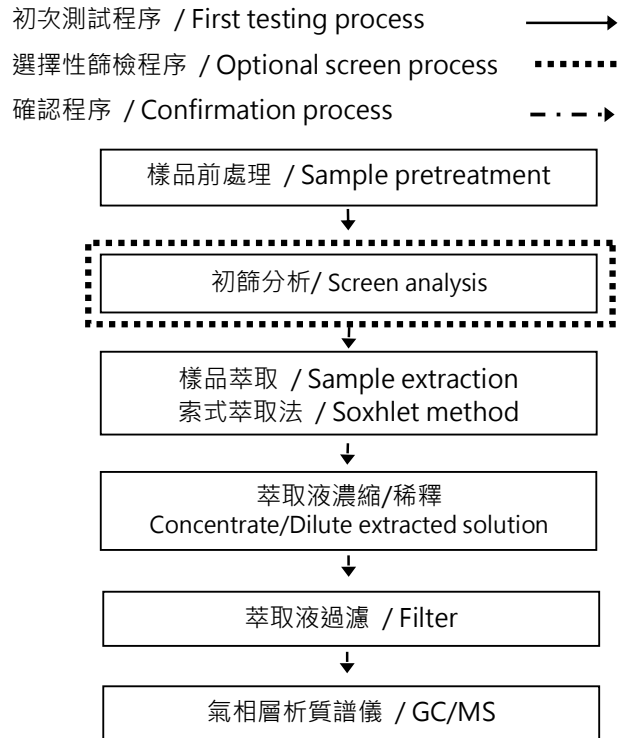 初次測試程序 / First testing process
選擇性篩檢程序 / Optional screen process
確認程序 / Confirmation process
樣品前處理 / Sample pretreatment
初篩分析/ Screen analysis
樣品萃取 / Sample extraction
索式萃取法 / Soxhlet method
萃取液濃縮/稀釋
Concentrate/Dilute extracted solution
萃取液過濾 / Filter
氣相層析質譜儀 / GC/MS